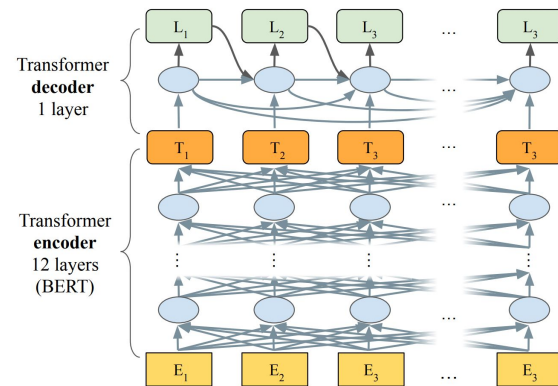 L1 L2 L3 ... L3
Transformer
decoder
1 layer
...
T1 T2 T3 ... T3
Transformer
encoder
12 layers
(BERT)
...
⋮ ⋮ ⋮ ⋮
...
E1 E2 E3 ... E3